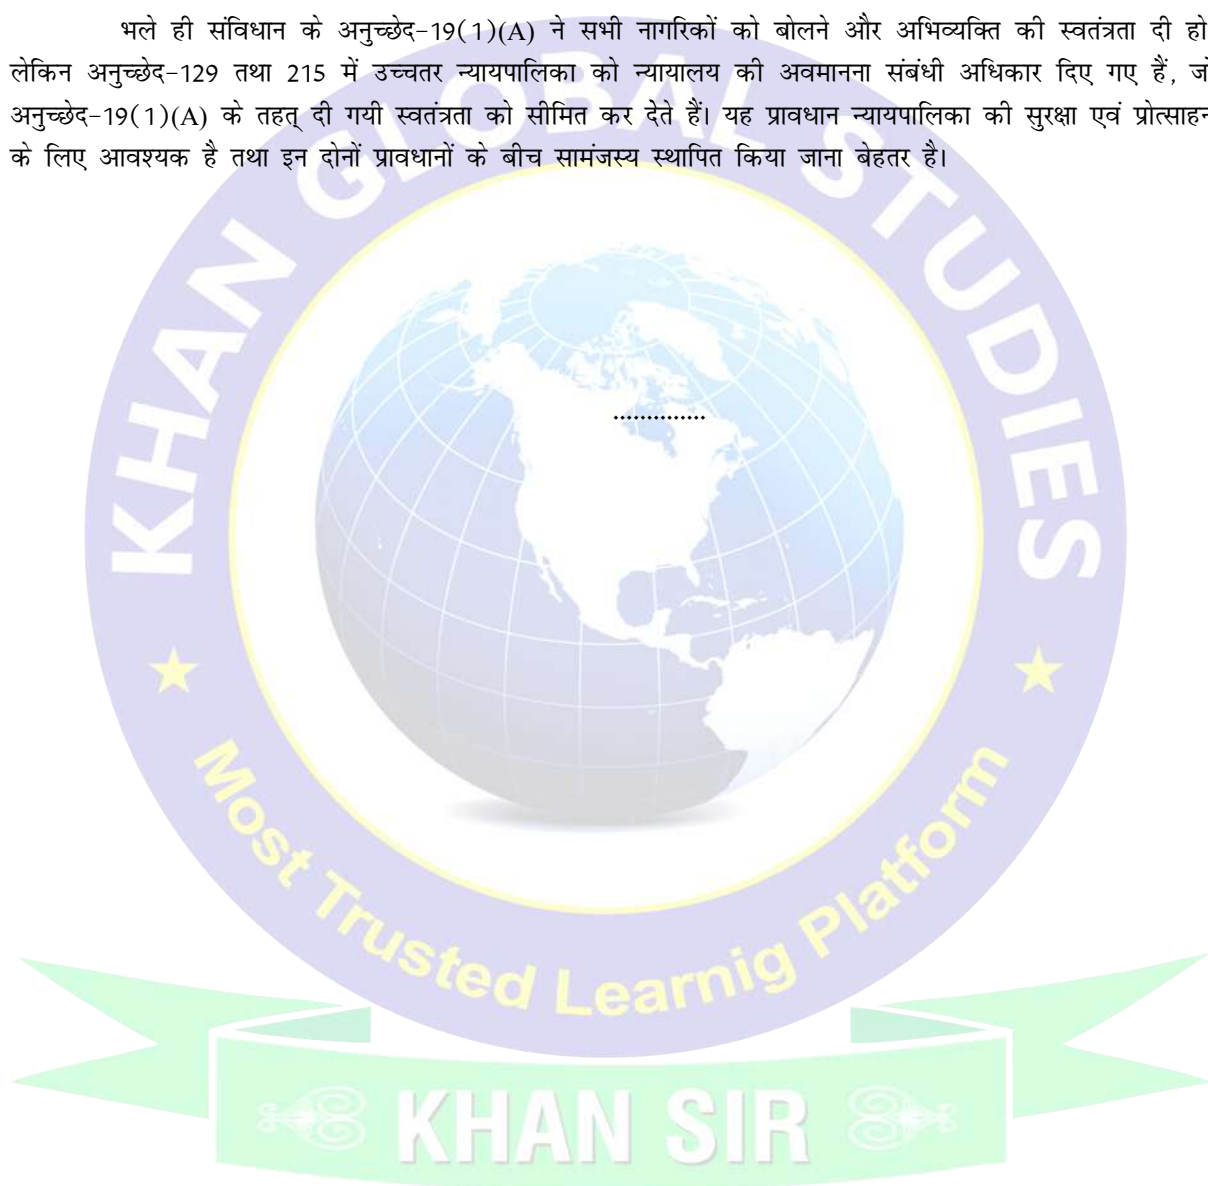 भले ही संविधान के अनुच्छेद-19(1)(A) ने सभी नागरिकों को बोलने और अभिव्यक्ति की स्वतंत्रता दी हो
लेकिन अनुच्छेद-129 तथा 215 में उच्चतर न्यायपालिका को न्यायालय की अवमानना संबंधी अधिकार दिए गए हैं, जो
अनुच्छेद-19(1)(A) के तहत् दी गयी स्वतंत्रता को सीमित कर देते हैं। यह प्रावधान न्यायपालिका की सुरक्षा एवं प्रोत्साहन
के लिए आवश्यक है तथा इन दोनों प्रावधानों के बीच सामंजस्य स्थापित किया जाना बेहतर है।
KHAN GLOBAL STUDIES
..............
Most Trusted Learnig Platform
KHAN SIR